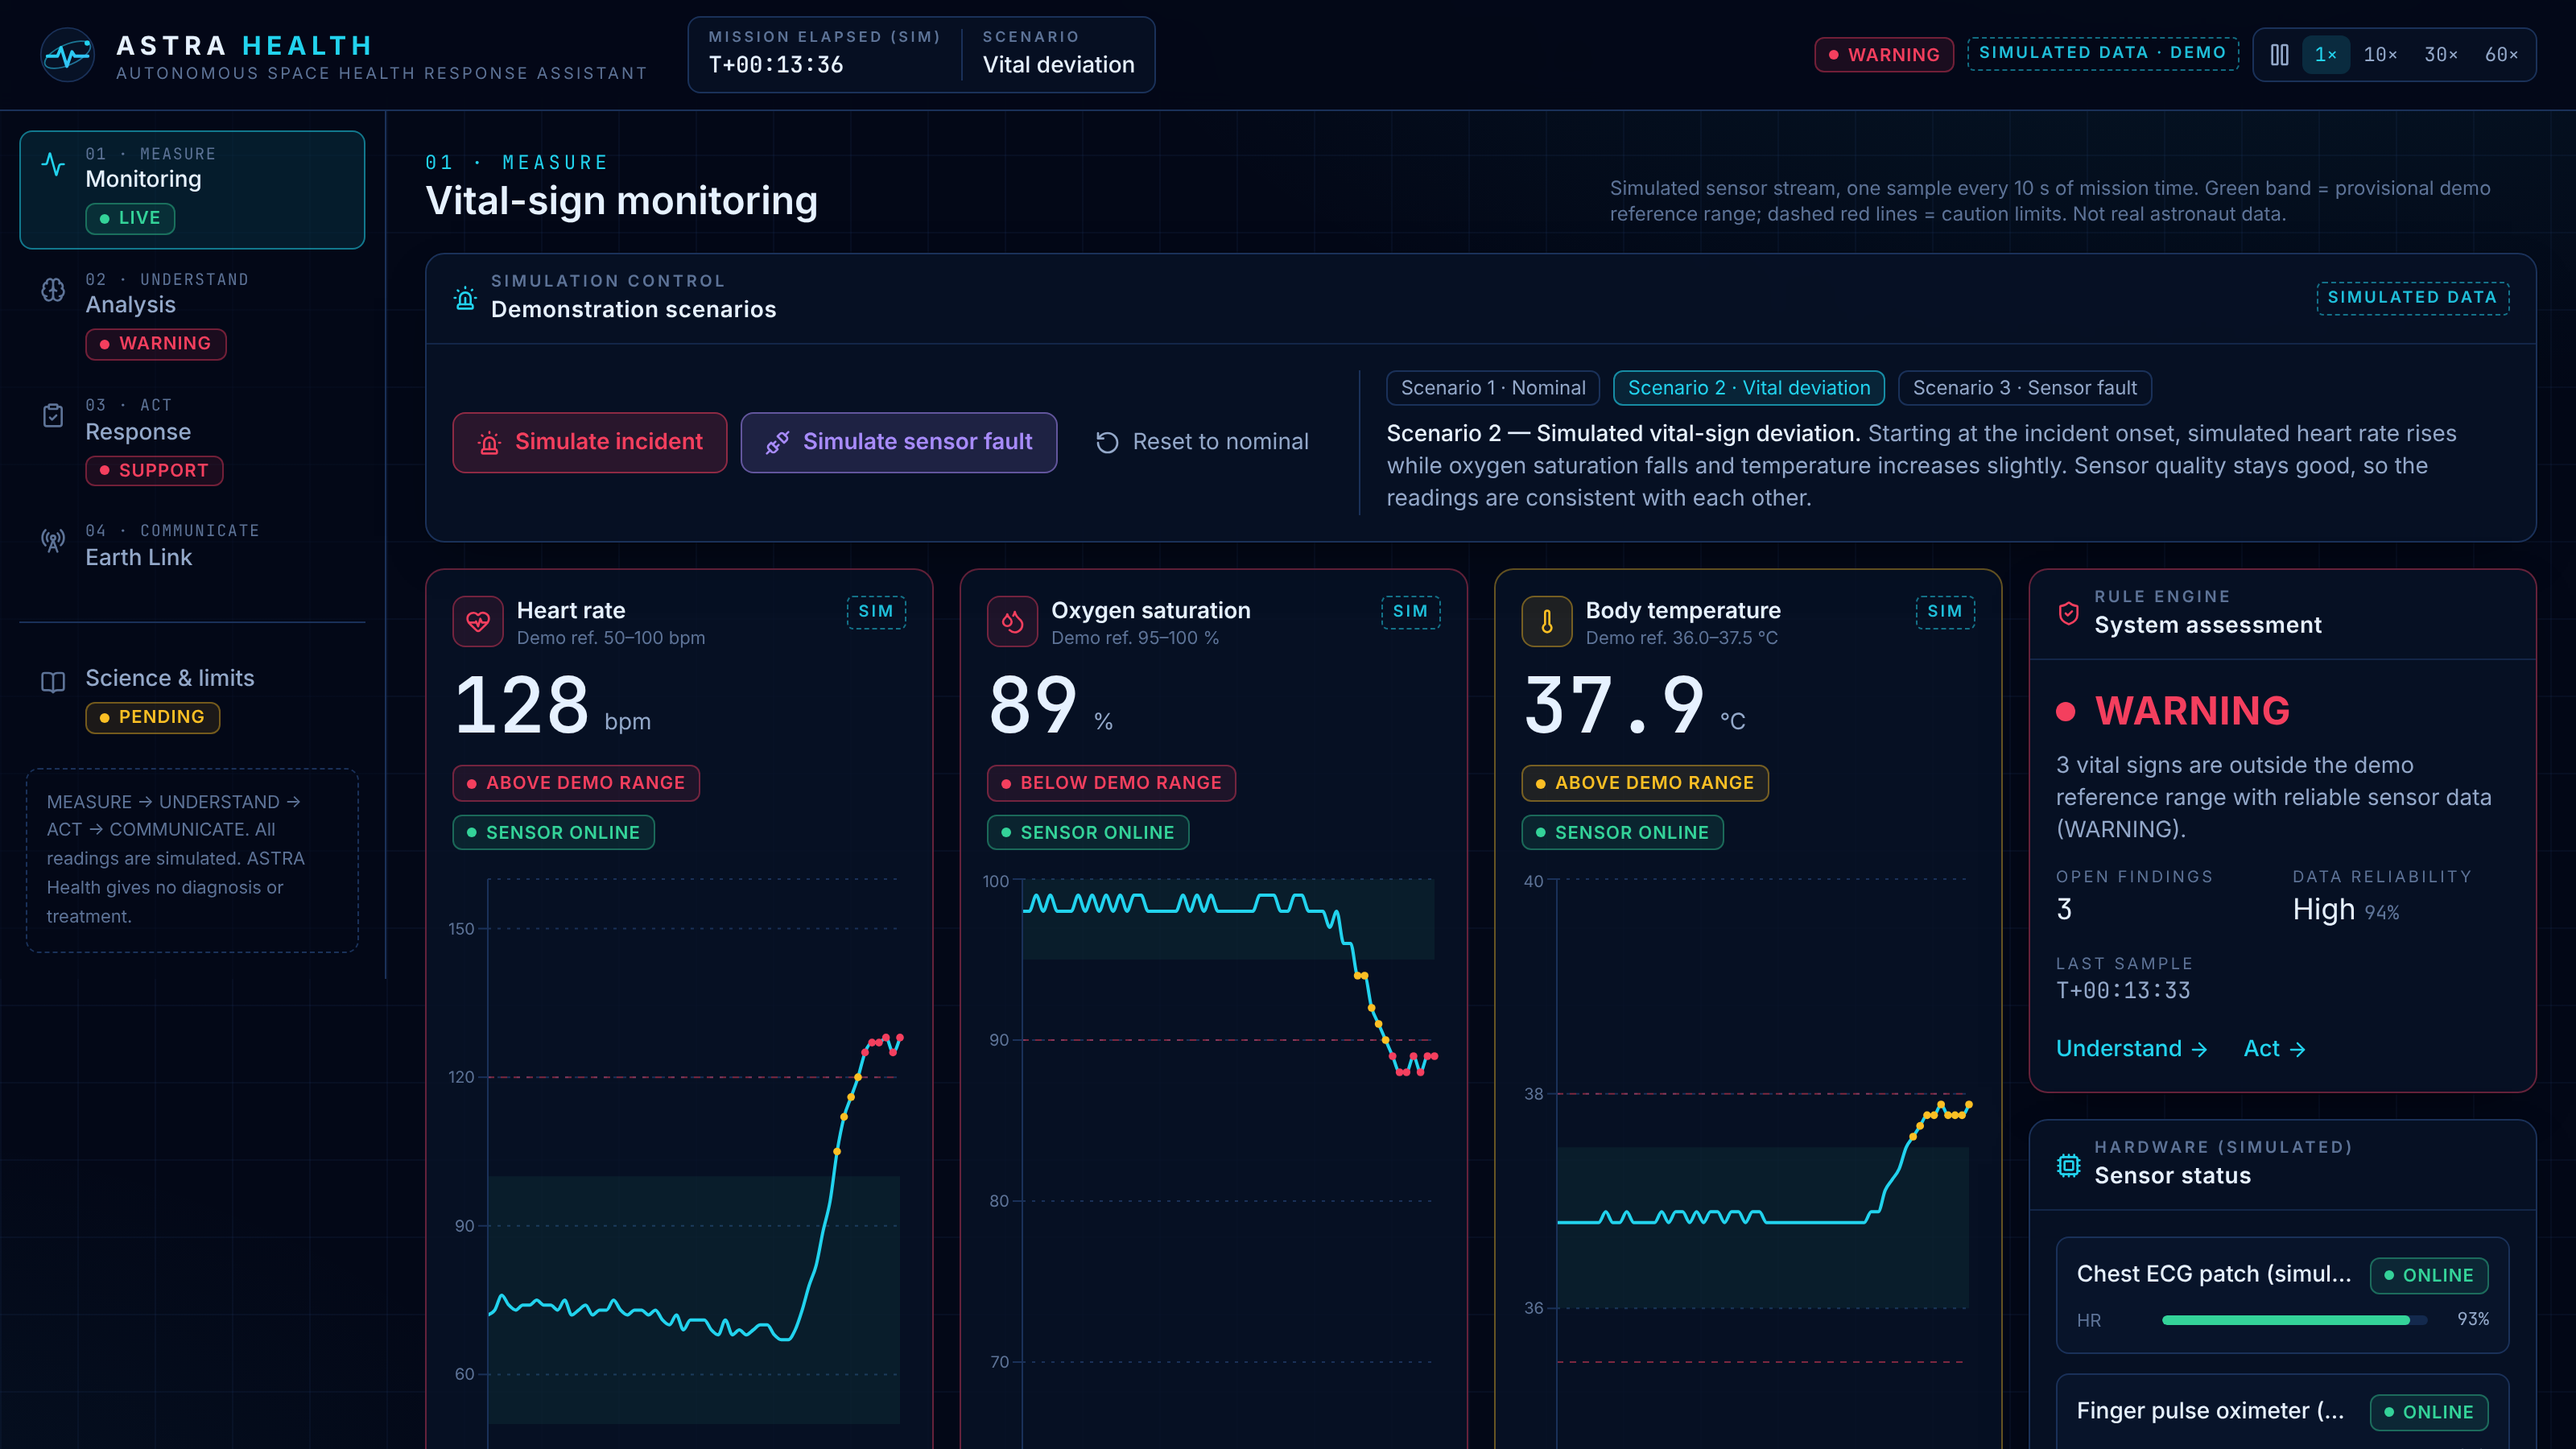 ASTRA HEALTH
AUTONOMOUS SPACE HEALTH RESPONSE ASSISTANT
MISSION ELAPSED (SIM)
T+00:13:36
SCENARIO
Vital deviation
WARNING
SIMULATED DATA · DEMO
1×
10×
30×
60×
01 · MEASURE
Monitoring
LIVE
02 · UNDERSTAND
Analysis
WARNING
03 · ACT
Response
SUPPORT
04 · COMMUNICATE
Earth Link
Science & limits
PENDING
MEASURE → UNDERSTAND →
ACT → COMMUNICATE. All
readings are simulated. ASTRA
Health gives no diagnosis or
treatment.
01 · MEASURE
Vital-sign monitoring
Simulated sensor stream, one sample every 10 s of mission time. Green band = provisional demo
reference range; dashed red lines = caution limits. Not real astronaut data.
SIMULATION CONTROL
Demonstration scenarios
SIMULATED DATA
Simulate incident
Simulate sensor fault
Reset to nominal
Scenario 1 · Nominal
Scenario 2 · Vital deviation
Scenario 3 · Sensor fault
Scenario 2 — Simulated vital-sign deviation. Starting at the incident onset, simulated heart rate rises
while oxygen saturation falls and temperature increases slightly. Sensor quality stays good, so the
readings are consistent with each other.
Heart rate
Demo ref. 50–100 bpm
SIM
128 bpm
ABOVE DEMO RANGE
SENSOR ONLINE
150
120
90
60
Oxygen saturation
Demo ref. 95–100 %
SIM
89 %
BELOW DEMO RANGE
SENSOR ONLINE
100
90
80
70
Body temperature
Demo ref. 36.0–37.5 °C
SIM
37.9 °C
ABOVE DEMO RANGE
SENSOR ONLINE
40
38
36
RULE ENGINE
System assessment
WARNING
3 vital signs are outside the demo
reference range with reliable sensor data
(WARNING).
OPEN FINDINGS
3
DATA RELIABILITY
High 94%
LAST SAMPLE
T+00:13:33
Understand →
Act →
HARDWARE (SIMULATED)
Sensor status
Chest ECG patch (simul...
ONLINE
HR
93%
Finger pulse oximeter (...
ONLINE